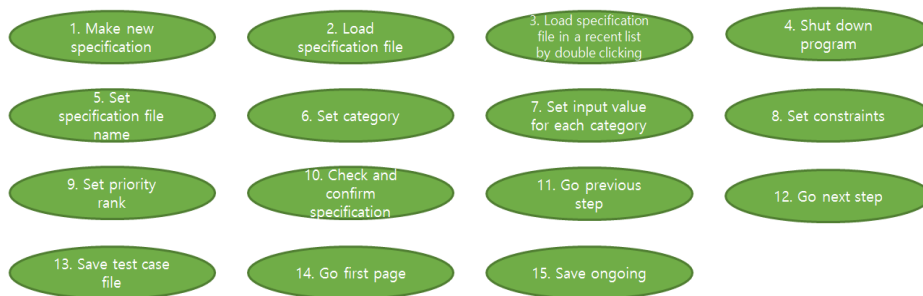 1. Make new
specification
2. Load
specification file
3. Load specification
file in a recent list
by double clicking
4. Shut down
program
5. Set
specification file
name
6. Set category
7. Set input value
for each category
8. Set constraints
9. Set priority
rank
10. Check and
confirm
specification
11. Go previous
step
12. Go next step
13. Save test case
file
14. Go first page
15. Save ongoing